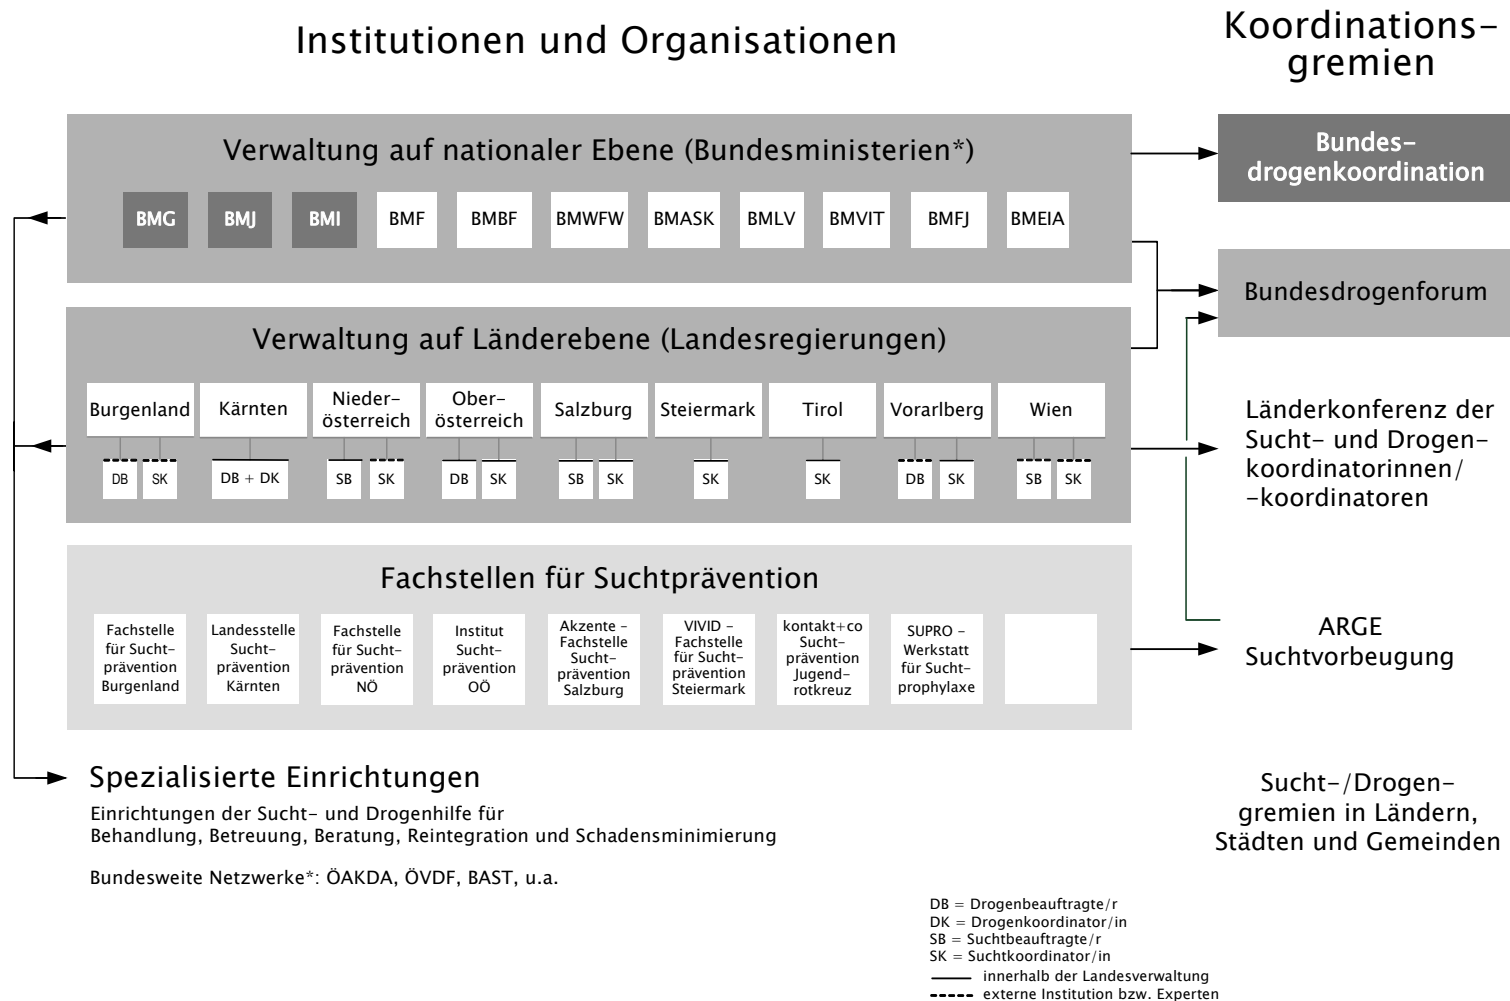 Institutionen und Organisationen
Koordinations-
gremien
Verwaltung auf nationaler Ebene (Bundesministerien*)
BMG BMJ BMI BMF BMBF BMWFW BMASK BMLV BMVIT BMFJ BMEIA
Bundes-
drogenkoordination
Bundesdrogenforum
Verwaltung auf Länderebene (Landesregierungen)
Burgenland
Kärnten
Nieder-
österreich
Ober-
österreich
Salzburg
Steiermark
Tirol
Vorarlberg
Wien
DB SK
DB + DK
SB SK
DB SK
SB SK
SK
SK
DB SK
SB SK
Länderkonferenz der
Sucht- und Drogen-
koordinatorinnen/
-koordinatoren
Fachstellen für Suchtprävention
Fachstelle
für Sucht-
prävention
Burgenland
Landesstelle
Sucht-
prävention
Kärnten
Fachstelle
für Sucht-
prävention
NÖ
Institut
Sucht-
prävention
OÖ
Akzente -
Fachstelle
Sucht-
prävention
Salzburg
VIVID -
Fachstelle
für Sucht-
prävention
Steiermark
kontakt+co
Sucht-
prävention
Jugend-
rotkreuz
SUPRO -
Werkstatt
für Sucht-
prophylaxe
ARGE
Suchtvorbeugung
Spezialisierte Einrichtungen
Einrichtungen der Sucht- und Drogenhilfe für
Behandlung, Betreuung, Beratung, Reintegration und Schadensminimierung
Bundesweite Netzwerke*: ÖAKDA, ÖVDF, BAST, u.a.
Sucht-/Drogen-
gremien in Ländern,
Städten und Gemeinden
DB = Drogenbeauftragte/r
DK = Drogenkoordinator/in
SB = Suchtbeauftragte/r
SK = Suchtkoordinator/in
innerhalb der Landesverwaltung
externe Institution bzw. Experten